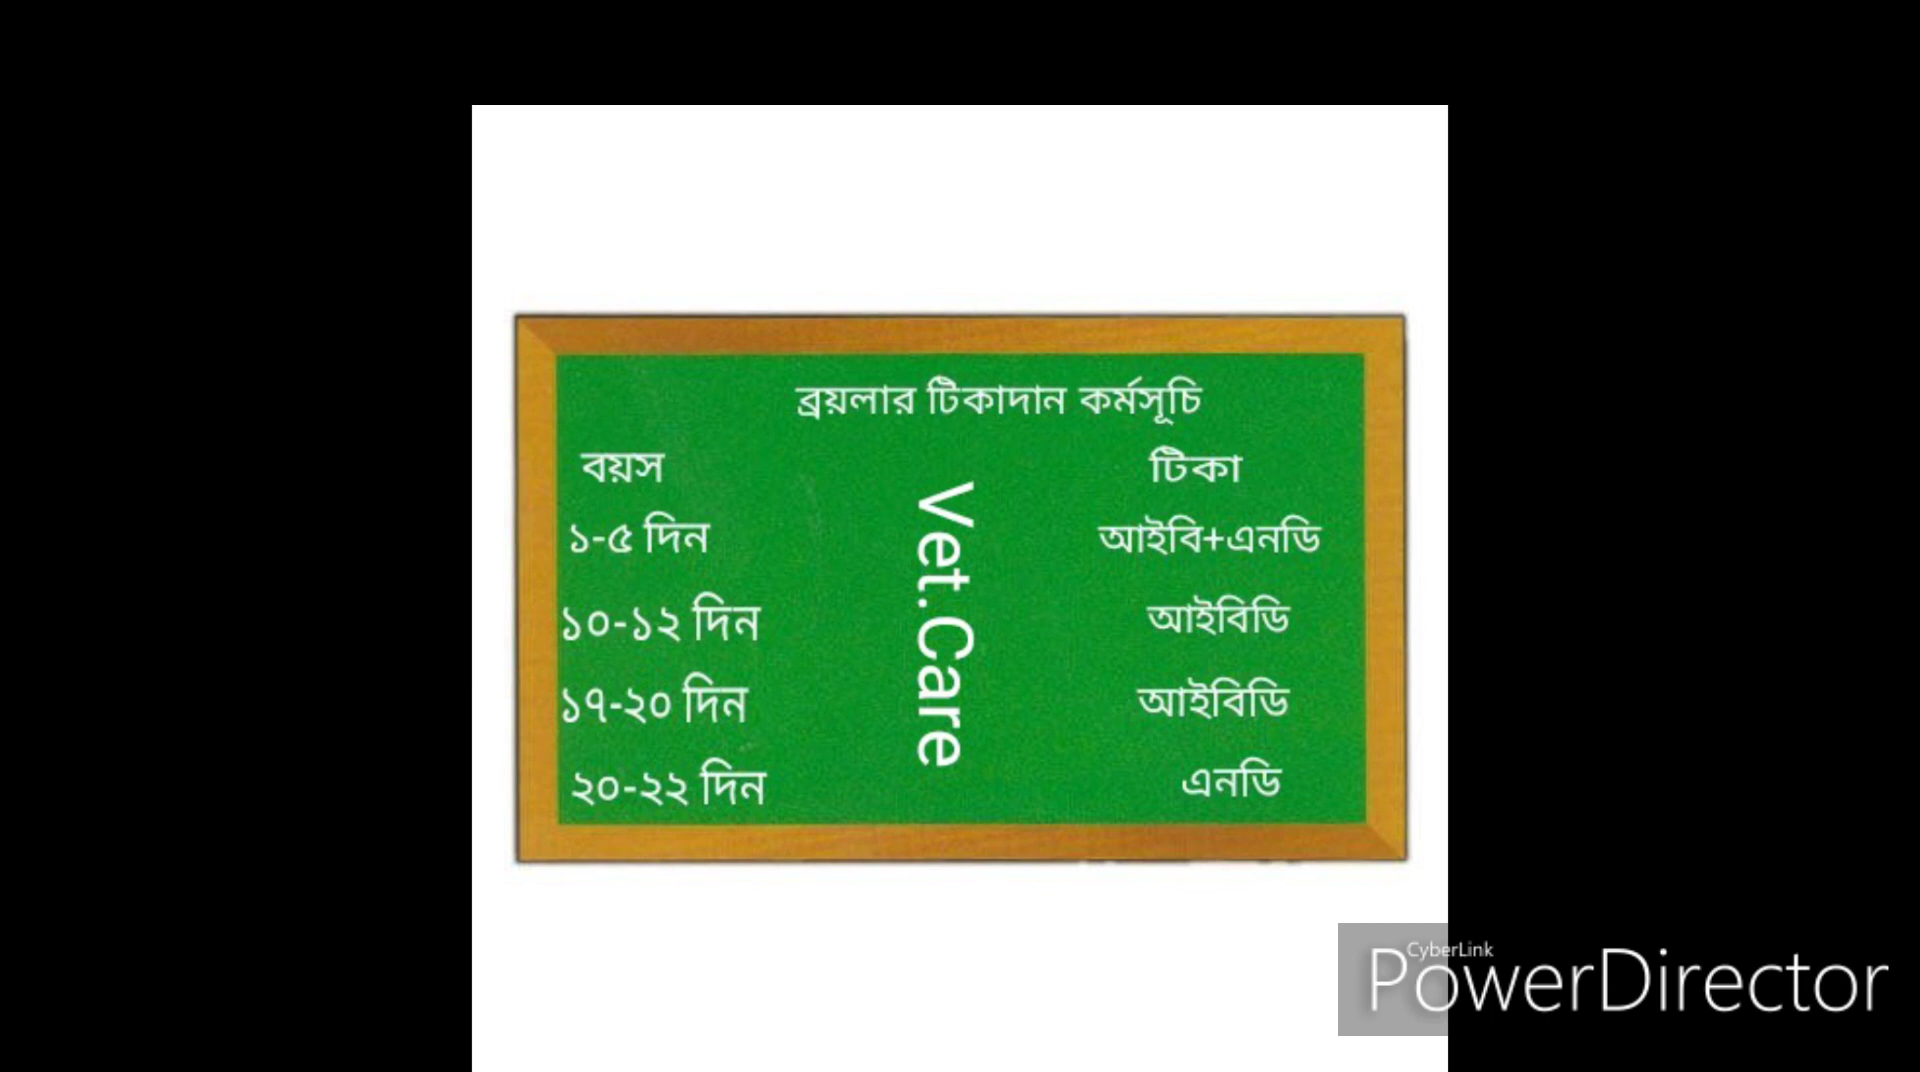 ব্রয়লার টিকাদান কর্মসূচি
বয়স টিকা
১-৫ দিন আইবি+এনডি
১০-১২ দিন আইবিডি
১৭-২০ দিন আইবিডি
২০-২২ দিন এনডি
Vet.Care
CyberLink
PowerDirector